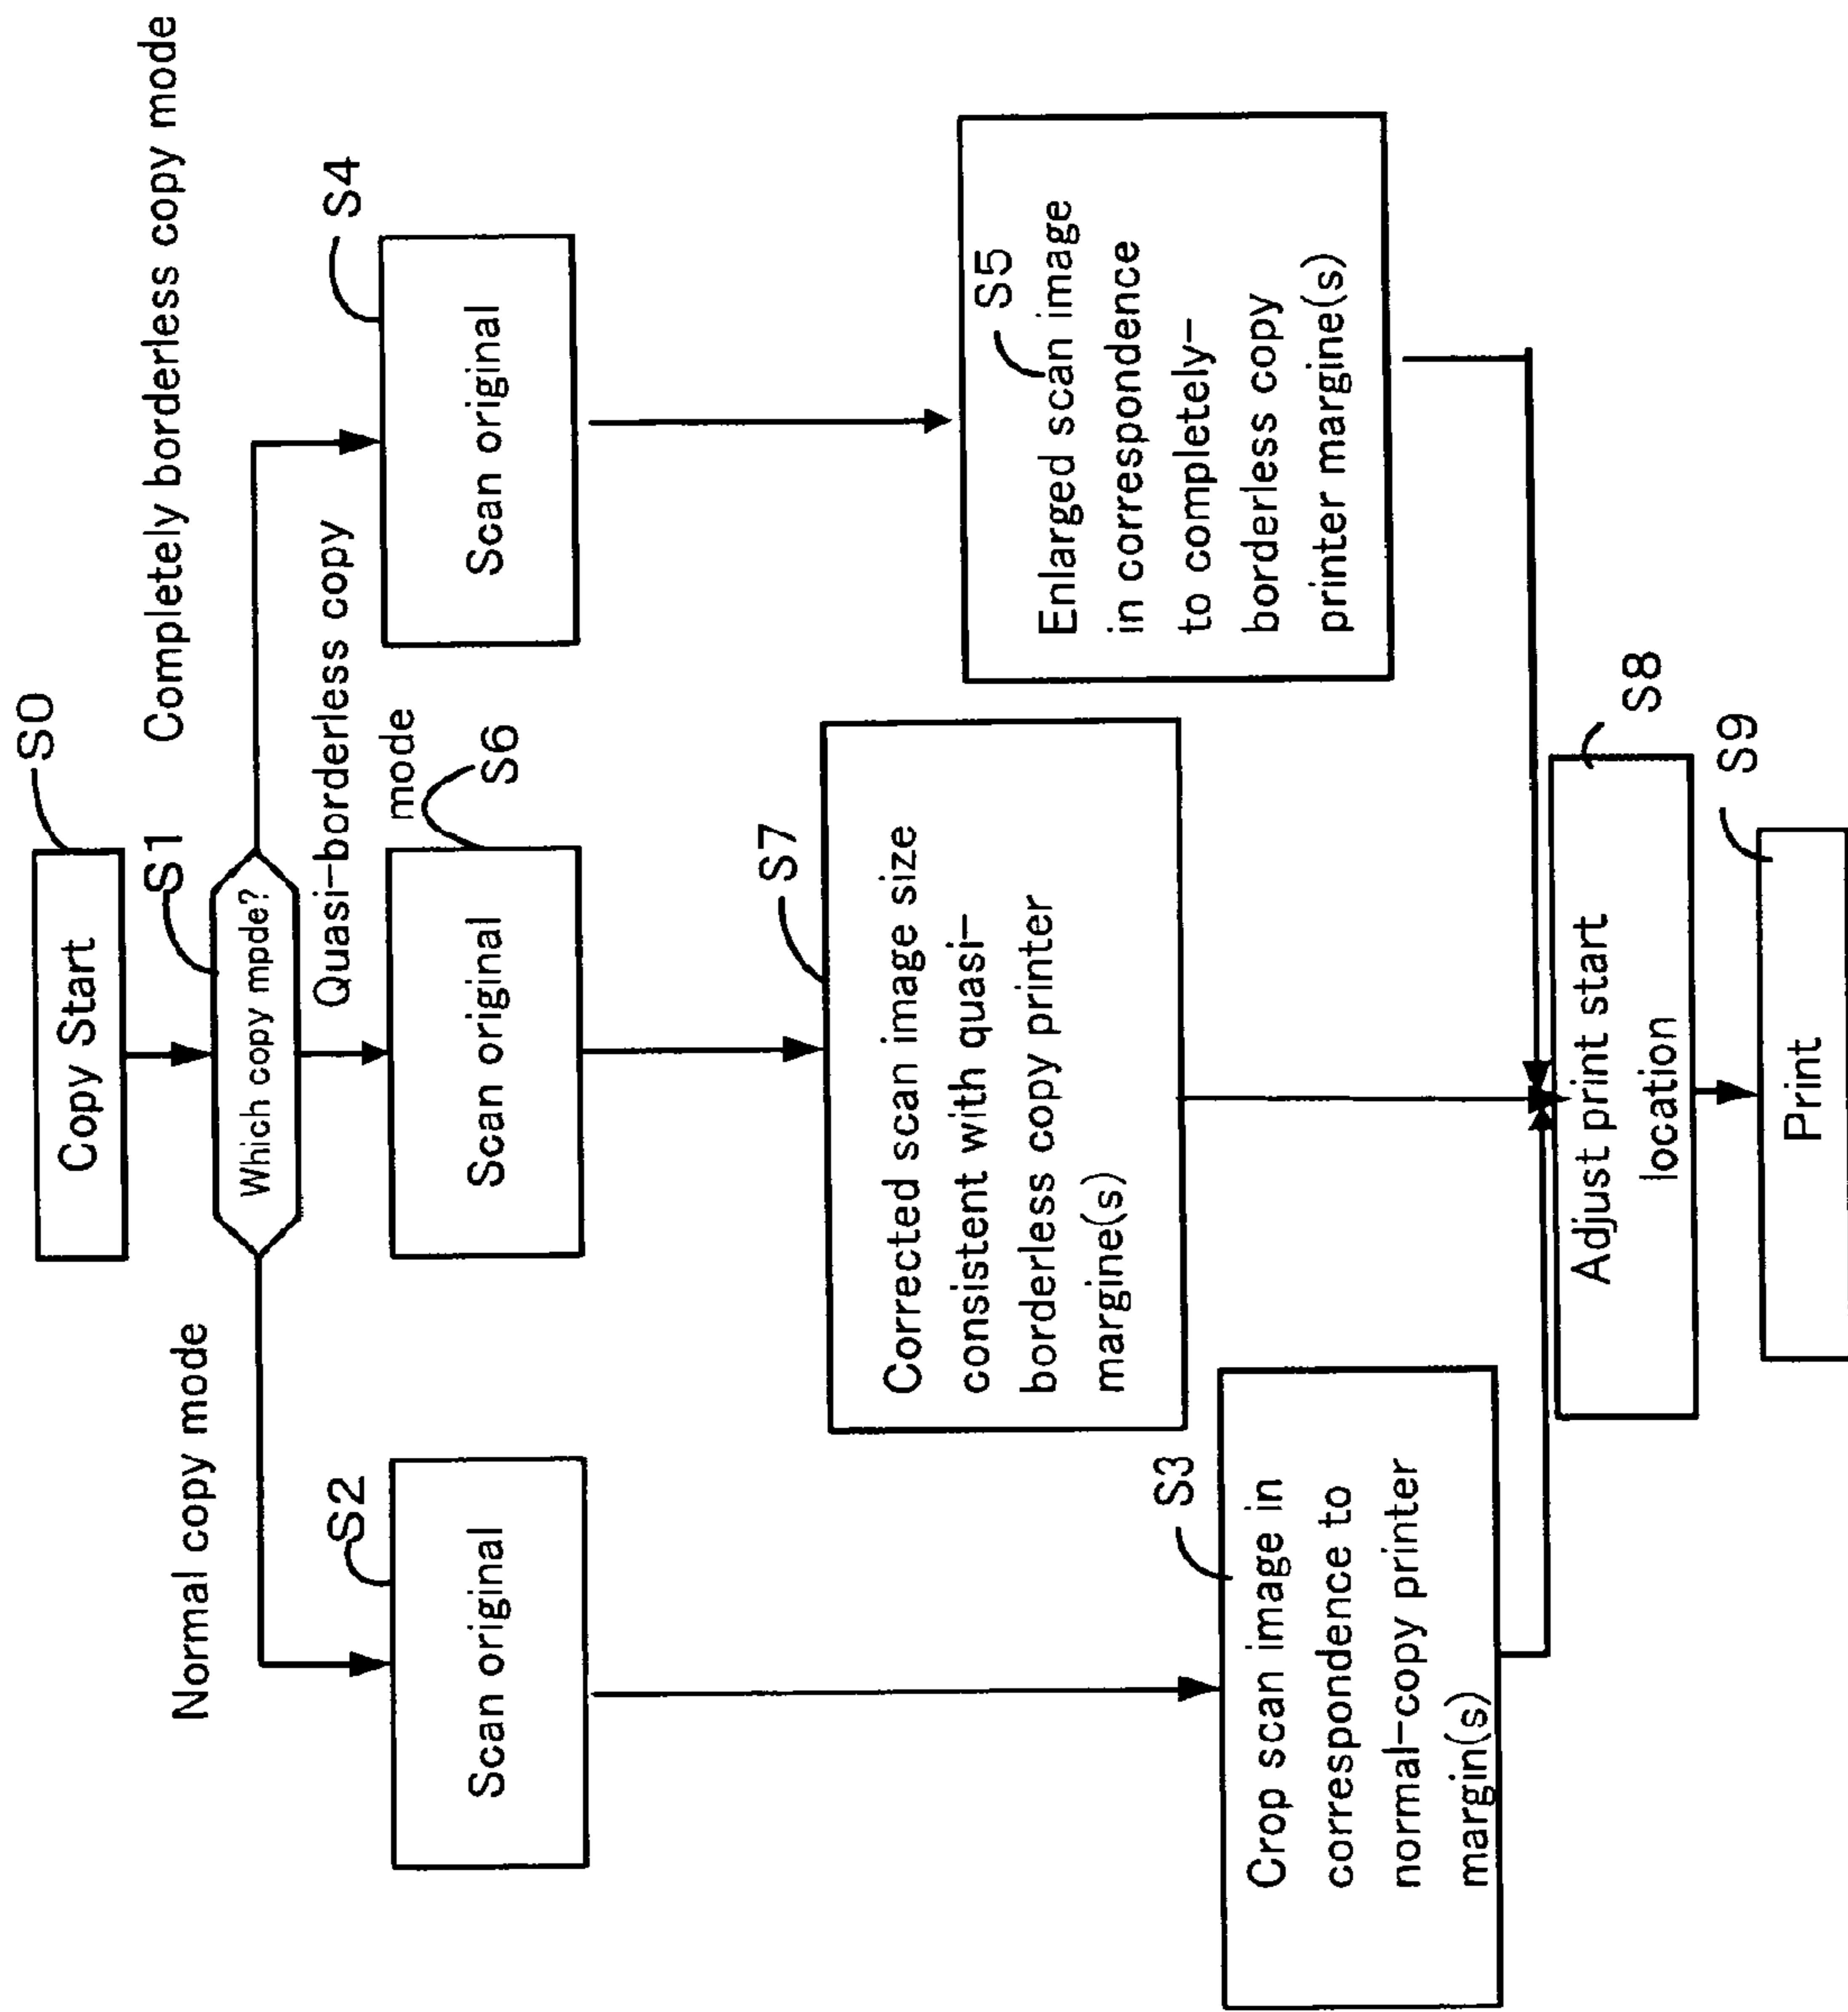 S0
Copy Start
S1
Which copy mpde?
Normal copy mode
Completely borderless copy mode
Quasi-borderless copy
mode
S2
Scan original
S6
Scan original
S4
Scan original
S7
Corrected scan image size
consistent with quasi-
borderless copy printer
margine(s)
S5
Enlarged scan image
in correspondence
to completely-
borderless copy
printer margine(s)
S3
Crop scan image in
correspondence to
normal-copy printer
margin(s)
S8
Adjust print start
location
S9
Print